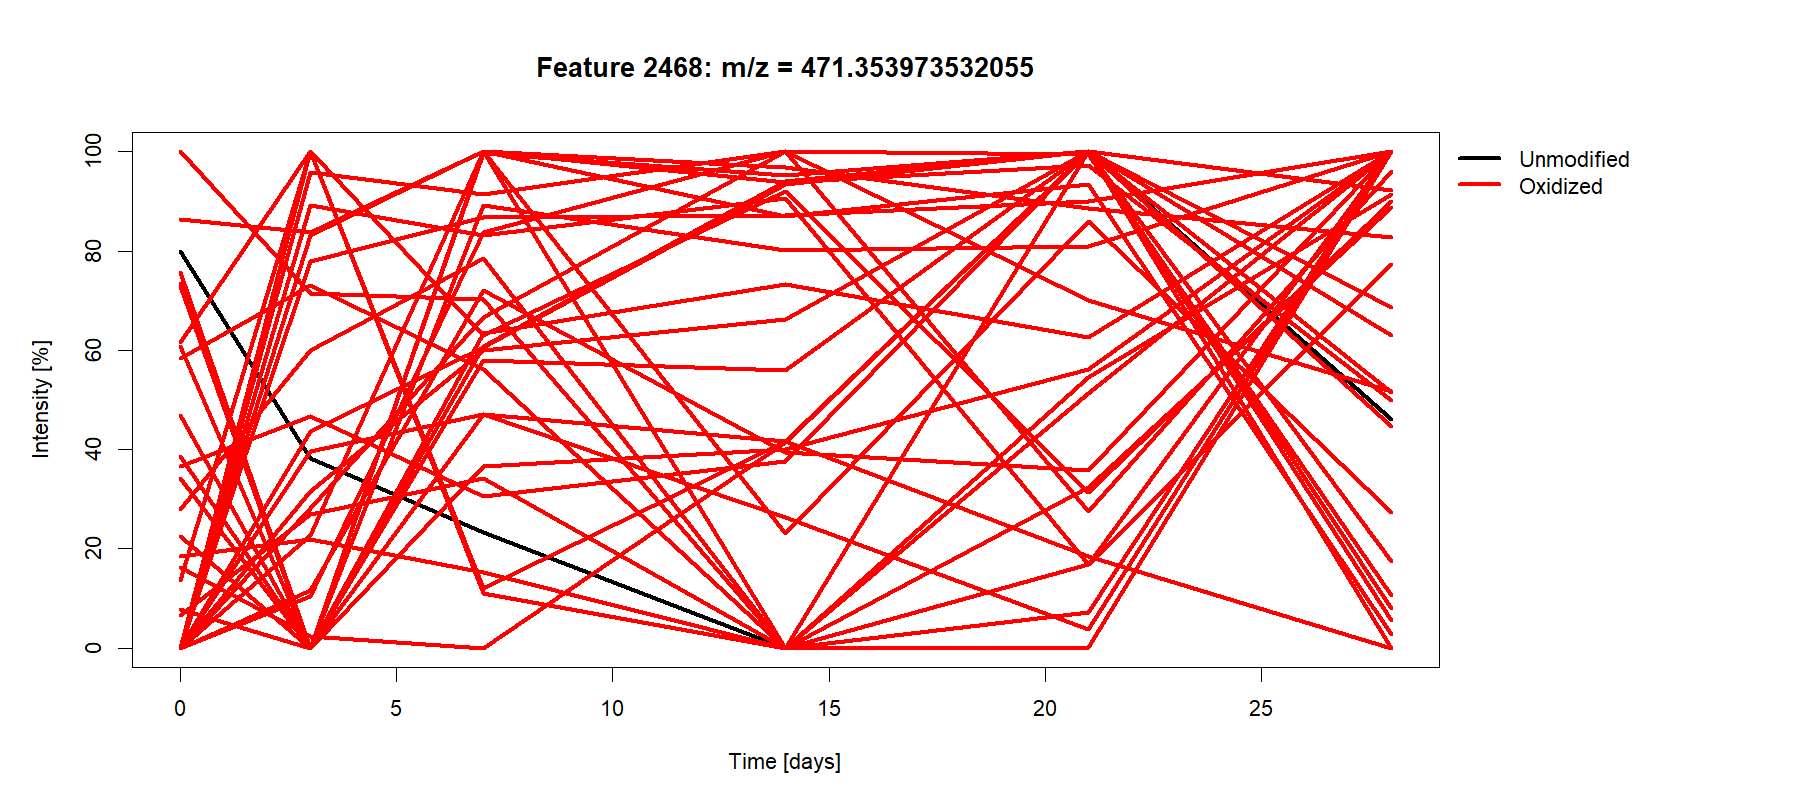 Feature 2468: m/z = 471.353973532055
Unmodified
Oxidized
Intensity [%]
100
80
60
40
20
0
0 5 10 15 20 25
Time [days]